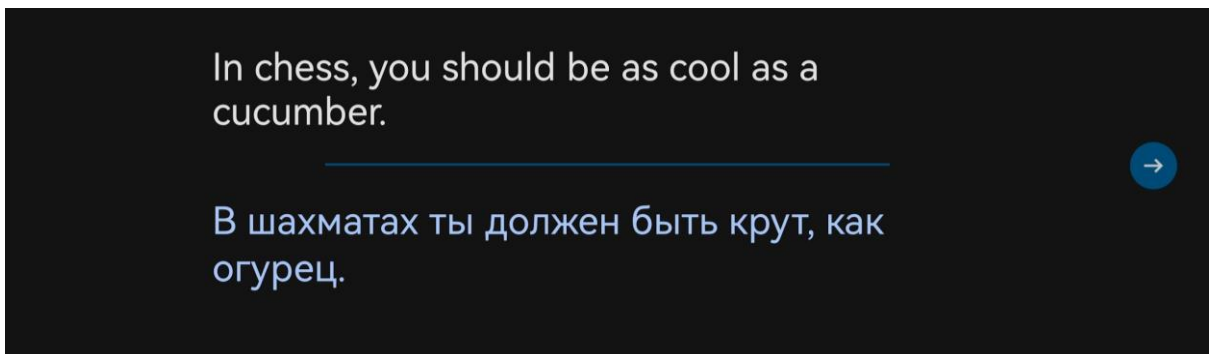 In chess, you should be as cool as a
cucumber.
В шахматах ты должен быть крут, как
огурец.